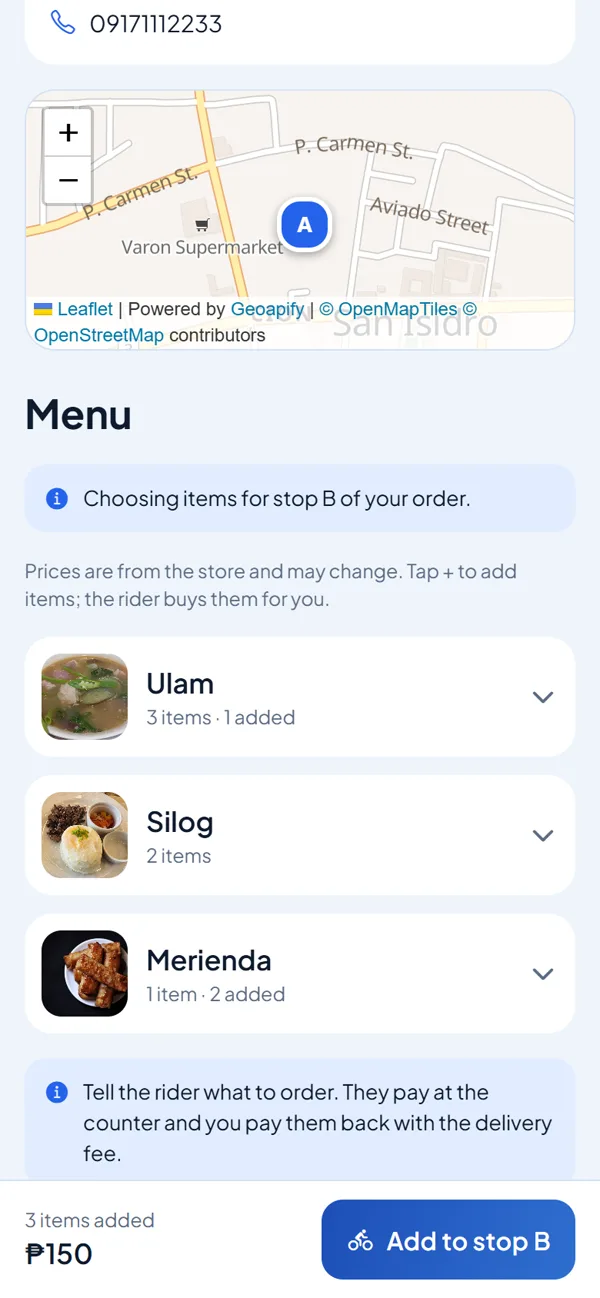 09171112233
+
−
P. Carmen St.
P. Carmen St.
Aviado Street
A
Varon Supermarket
San Isidro
Leaflet | Powered by Geoapify | © OpenMapTiles ©
OpenStreetMap contributors
Menu
Choosing items for stop B of your order.
Prices are from the store and may change. Tap + to add
items; the rider buys them for you.
Ulam
3 items · 1 added
Silog
2 items
Merienda
1 item · 2 added
Tell the rider what to order. They pay at the
counter and you pay them back with the delivery
fee.
3 items added
₱150
Add to stop B